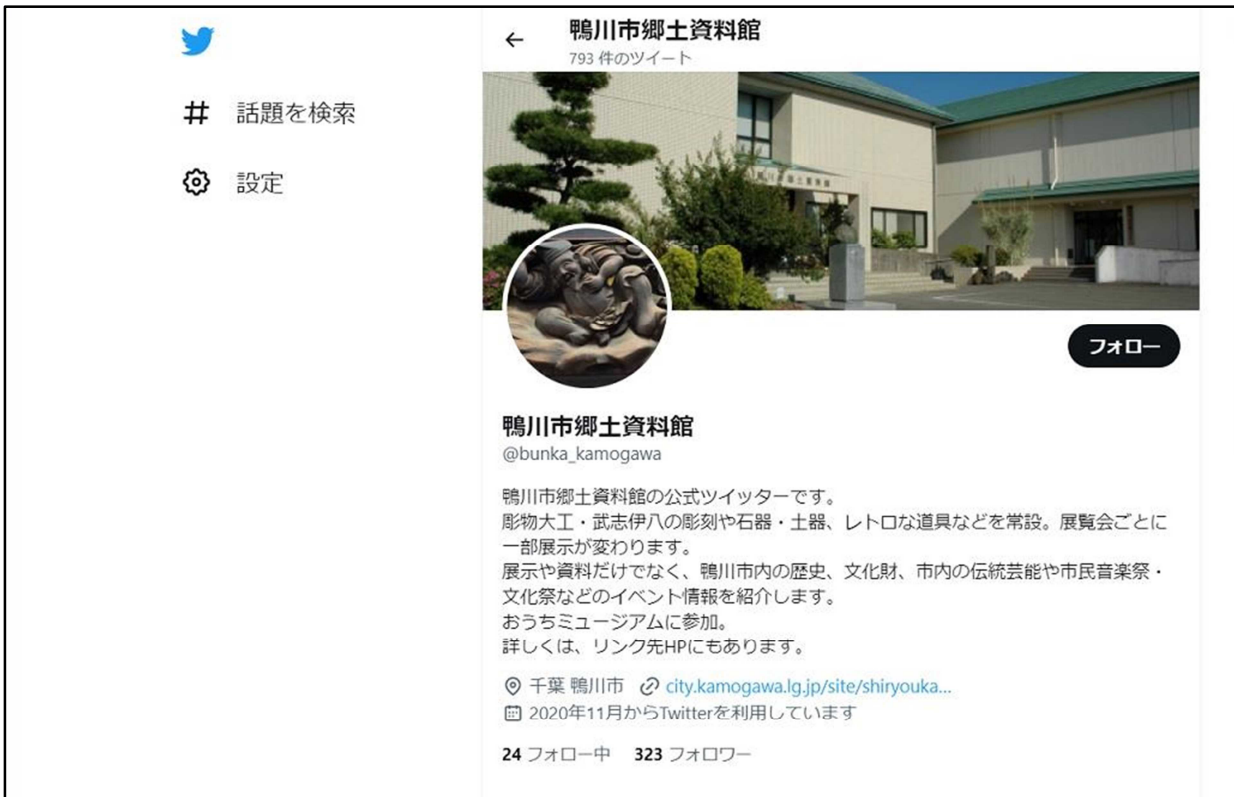 鴨川市郷土資料館
793 件のツイート
# 話題を検索
設定
鴨川市郷土資料館
フォロー
鴨川市郷土資料館
@bunka_kamogawa
鴨川市郷土資料館の公式ツイッターです。
彫物大工・武志伊八の彫刻や石器・土器、レトロな道具などを常設。展覧会ごとに
一部展示が変わります。
展示や資料だけでなく、鴨川市内の歴史、文化財、市内の伝統芸能や市民音楽祭・
文化祭などのイベント情報を紹介します。
おうちミュージアムに参加。
詳しくは、リンク先HPにもあります。
千葉 鴨川市 city.kamogawa.lg.jp/site/shiryouka...
2020年11月からTwitterを利用しています
24 フォロー中 323 フォロワー